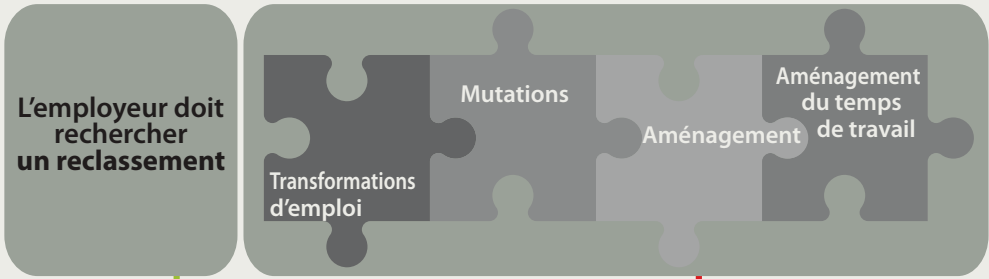 L’employeur doit
rechercher
un reclassement
Transformations
d’emploi
Mutations
Aménagement
Aménagement
du temps
de travail